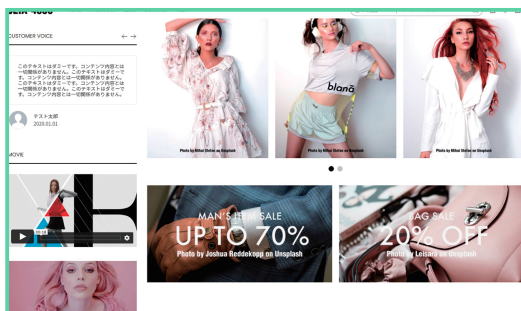 CUSTOMER VOICE
このテキストはダミーです。コンテンツ内容とは
一切関係がありません。このテキストはダミーで
す。コンテンツ内容とは一切関係がありません。
このテキストはダミーです。コンテンツ内容とは
一切関係がありません。このテキストはダミーで
す。コンテンツ内容とは一切関係がありません。
テスト太郎
2020.01.01
MOVIE
blanā
Photo by Mihai Stefan on Unsplash
Photo by Mihai Stefan on Unsplash
Photo by Mihai Stefan on Unsplash
MAN'S ITEM SALE
UP TO 70%
Photo by Joshua Reddekopp on Unsplash
BAG SALE
20% OFF
Photo by Leisara on Unsplash